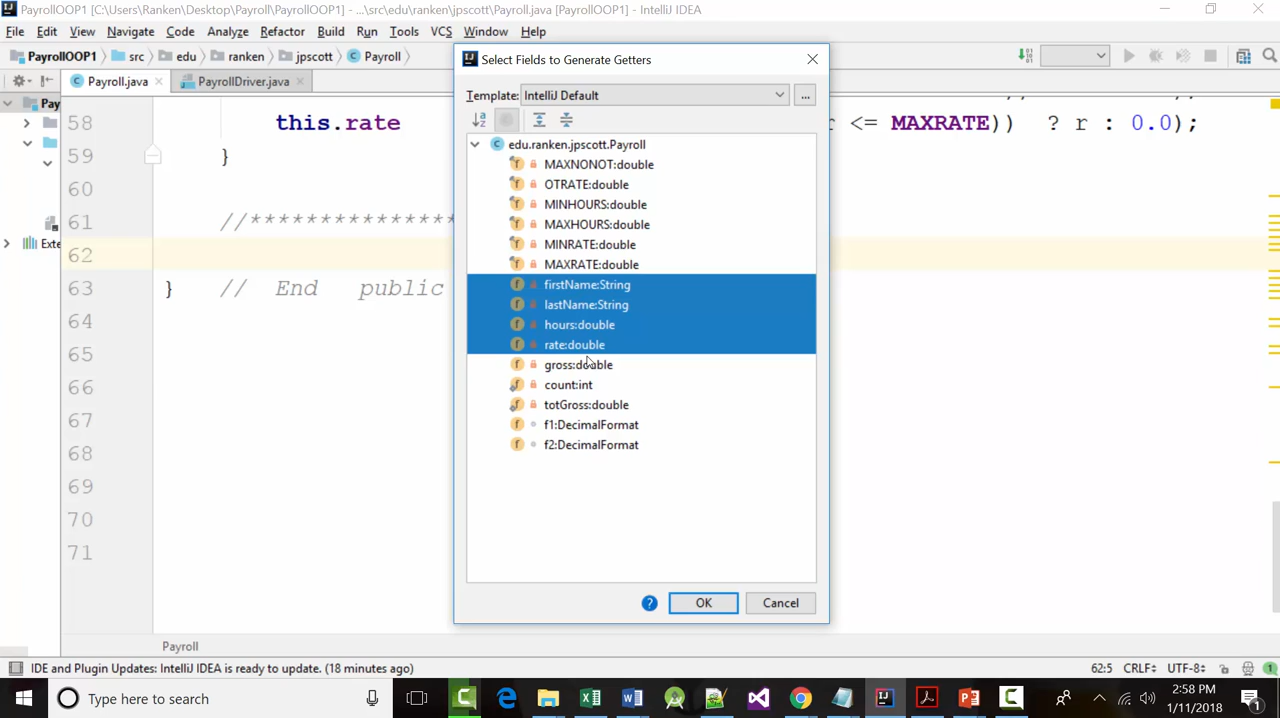 PayrollOOP1 [C:\Users\Ranken\Desktop\Payroll\PayrollOOP1] - ...\src\edu\ranken\jpscott\Payroll.java [PayrollOOP1] - IntelliJ IDEA
File Edit View Navigate Code Analyze Refactor Build Run Tools VCS Window Help
PayrollOOP1 src edu ranken jpscott Payroll
Payroll.java PayrollDriver.java
Select Fields to Generate Getters
Template: IntelliJ Default ...
Pay
Exte
58 this.rate <= MAXRATE)) ? r : 0.0);
59 }
60
61 //*****************
62
63 } // End public
64
65
66
67
68
69
70
71
edu.ranken.jpscott.Payroll
MAXNONOT:double
OTRATE:double
MINHOURS:double
MAXHOURS:double
MINRATE:double
MAXRATE:double
firstName:String
lastName:String
hours:double
rate:double
gross:double
count:int
totGross:double
f1:DecimalFormat
f2:DecimalFormat
? OK Cancel
Payroll
IDE and Plugin Updates: IntelliJ IDEA is ready to update. (18 minutes ago) 62:5 CRLF UTF-8 1
Type here to search
2:58 PM
1/11/2018
1